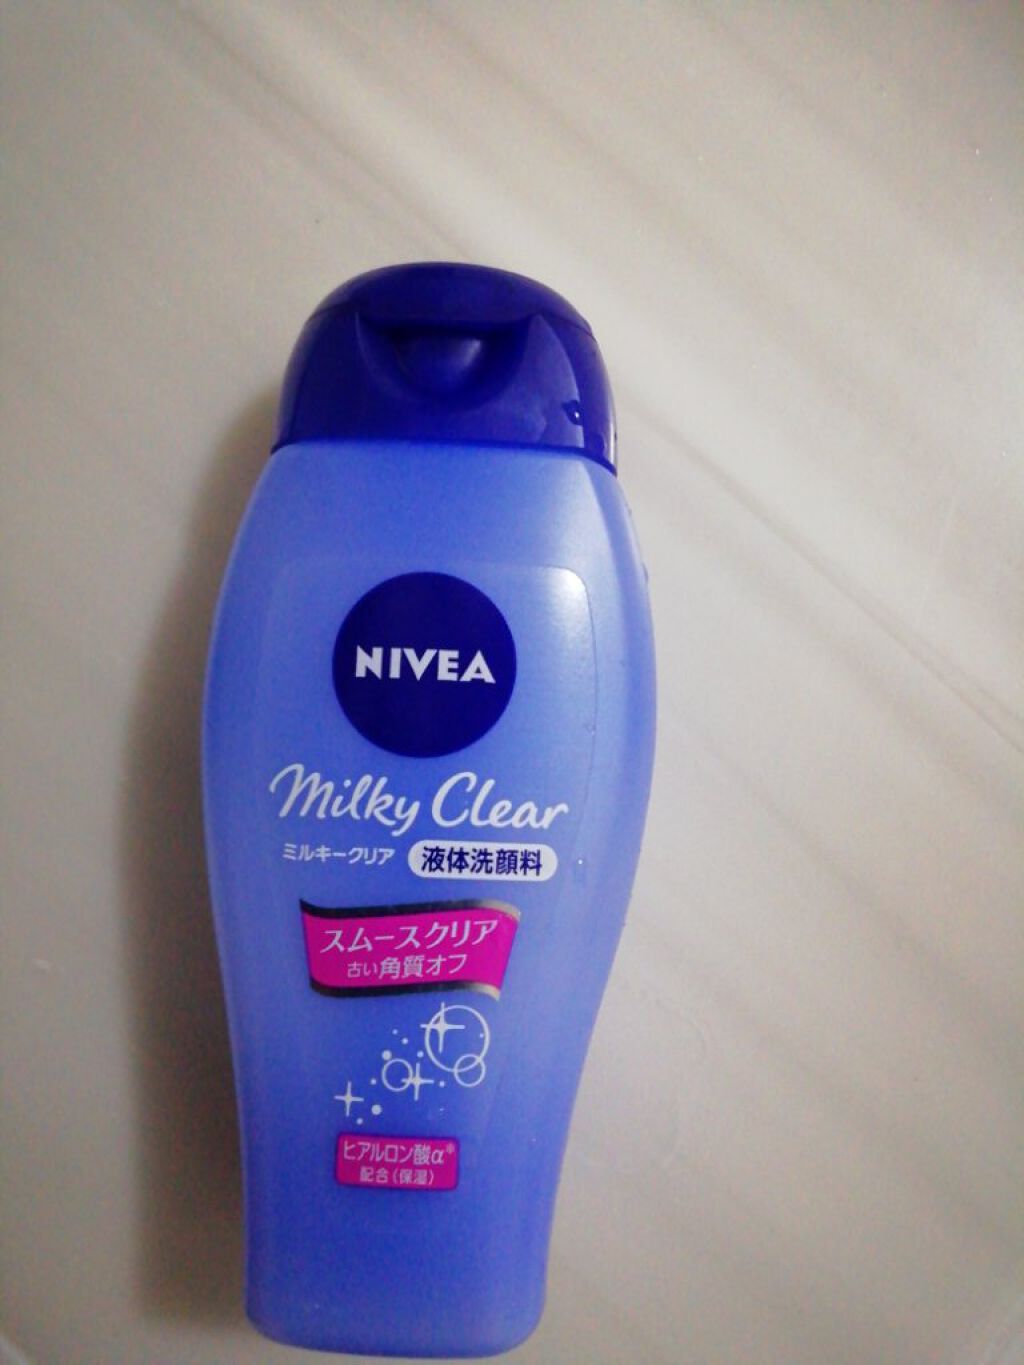 NIVEA
Milky Clear
ミルキークリア 液体洗顔料
スムースクリア
古い角質オフ
ヒアルロン酸α*
配合(保湿)